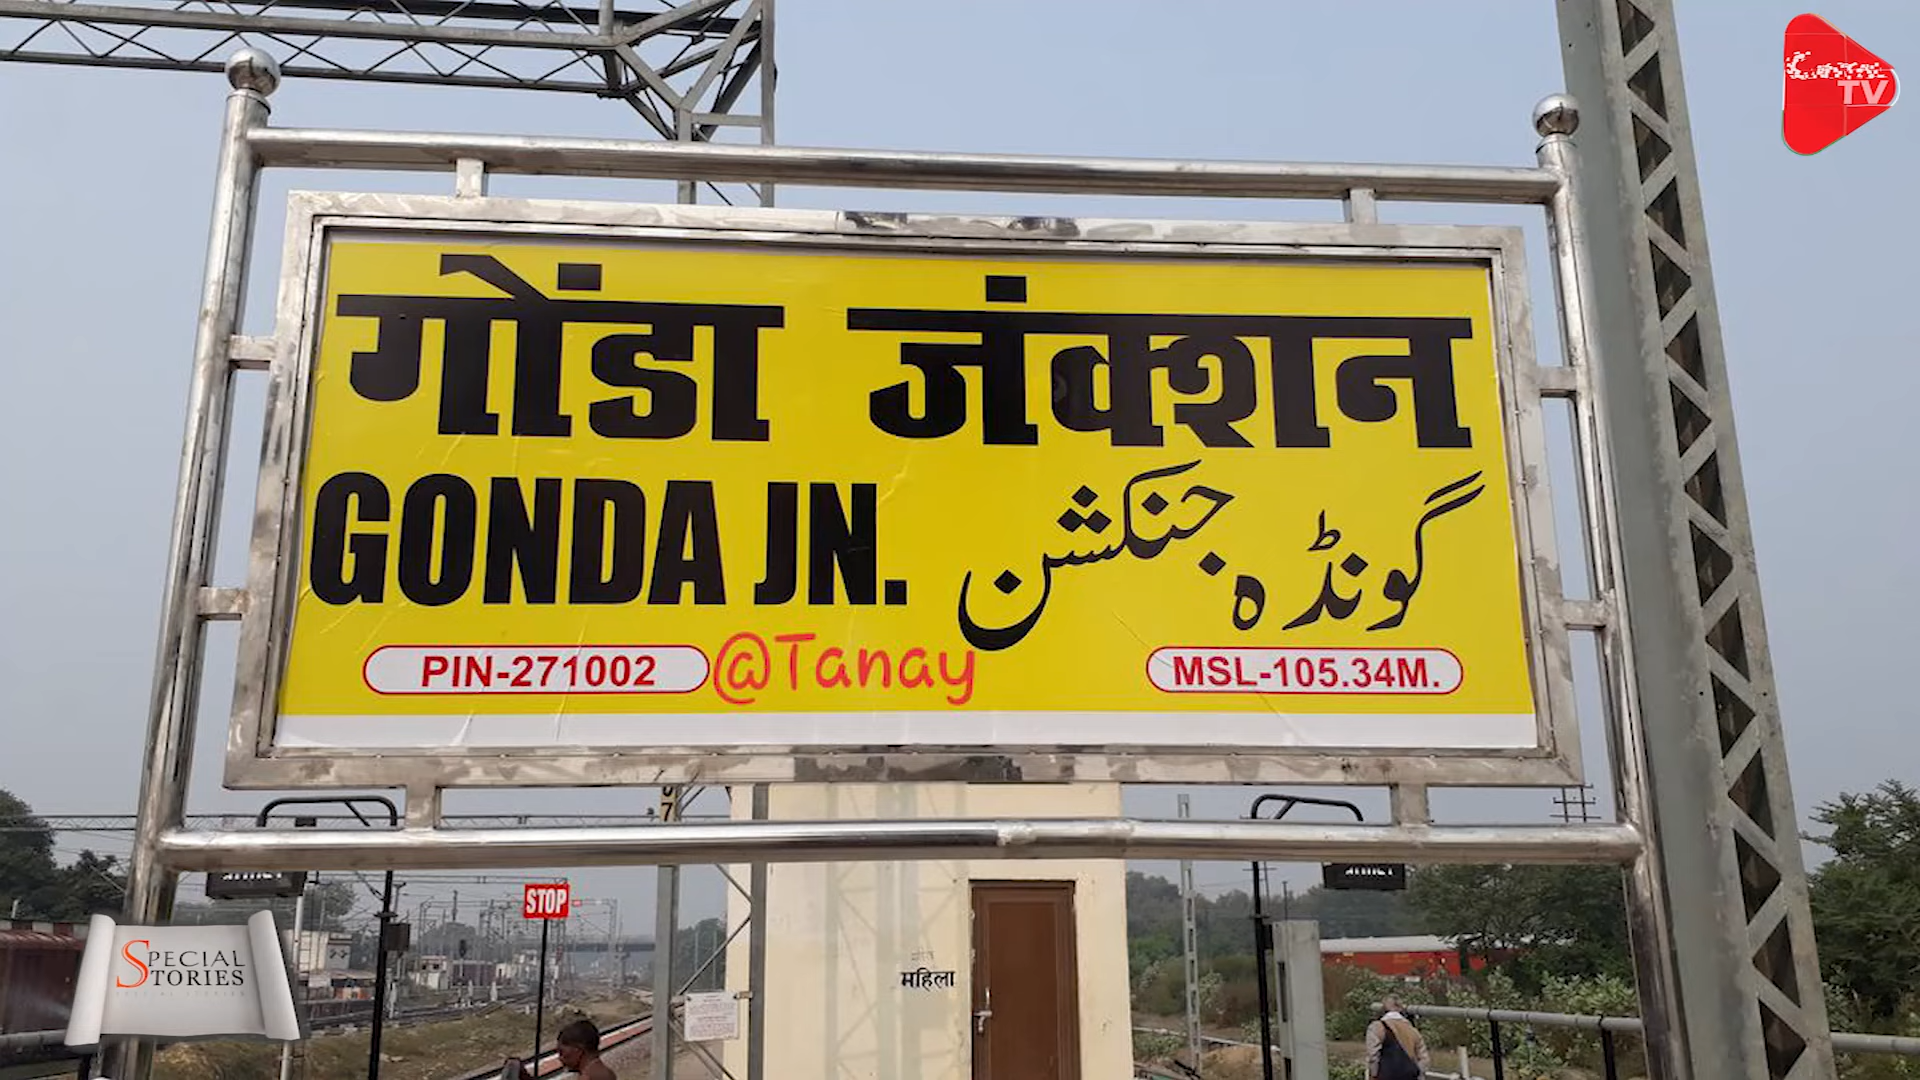 TV
गोंडा जंक्शन
GONDA JN.
گونڈہ جنکشن
PIN-271002
@Tanay
MSL-105.34M.
STOP
महिला
SPECIAL
STORIES